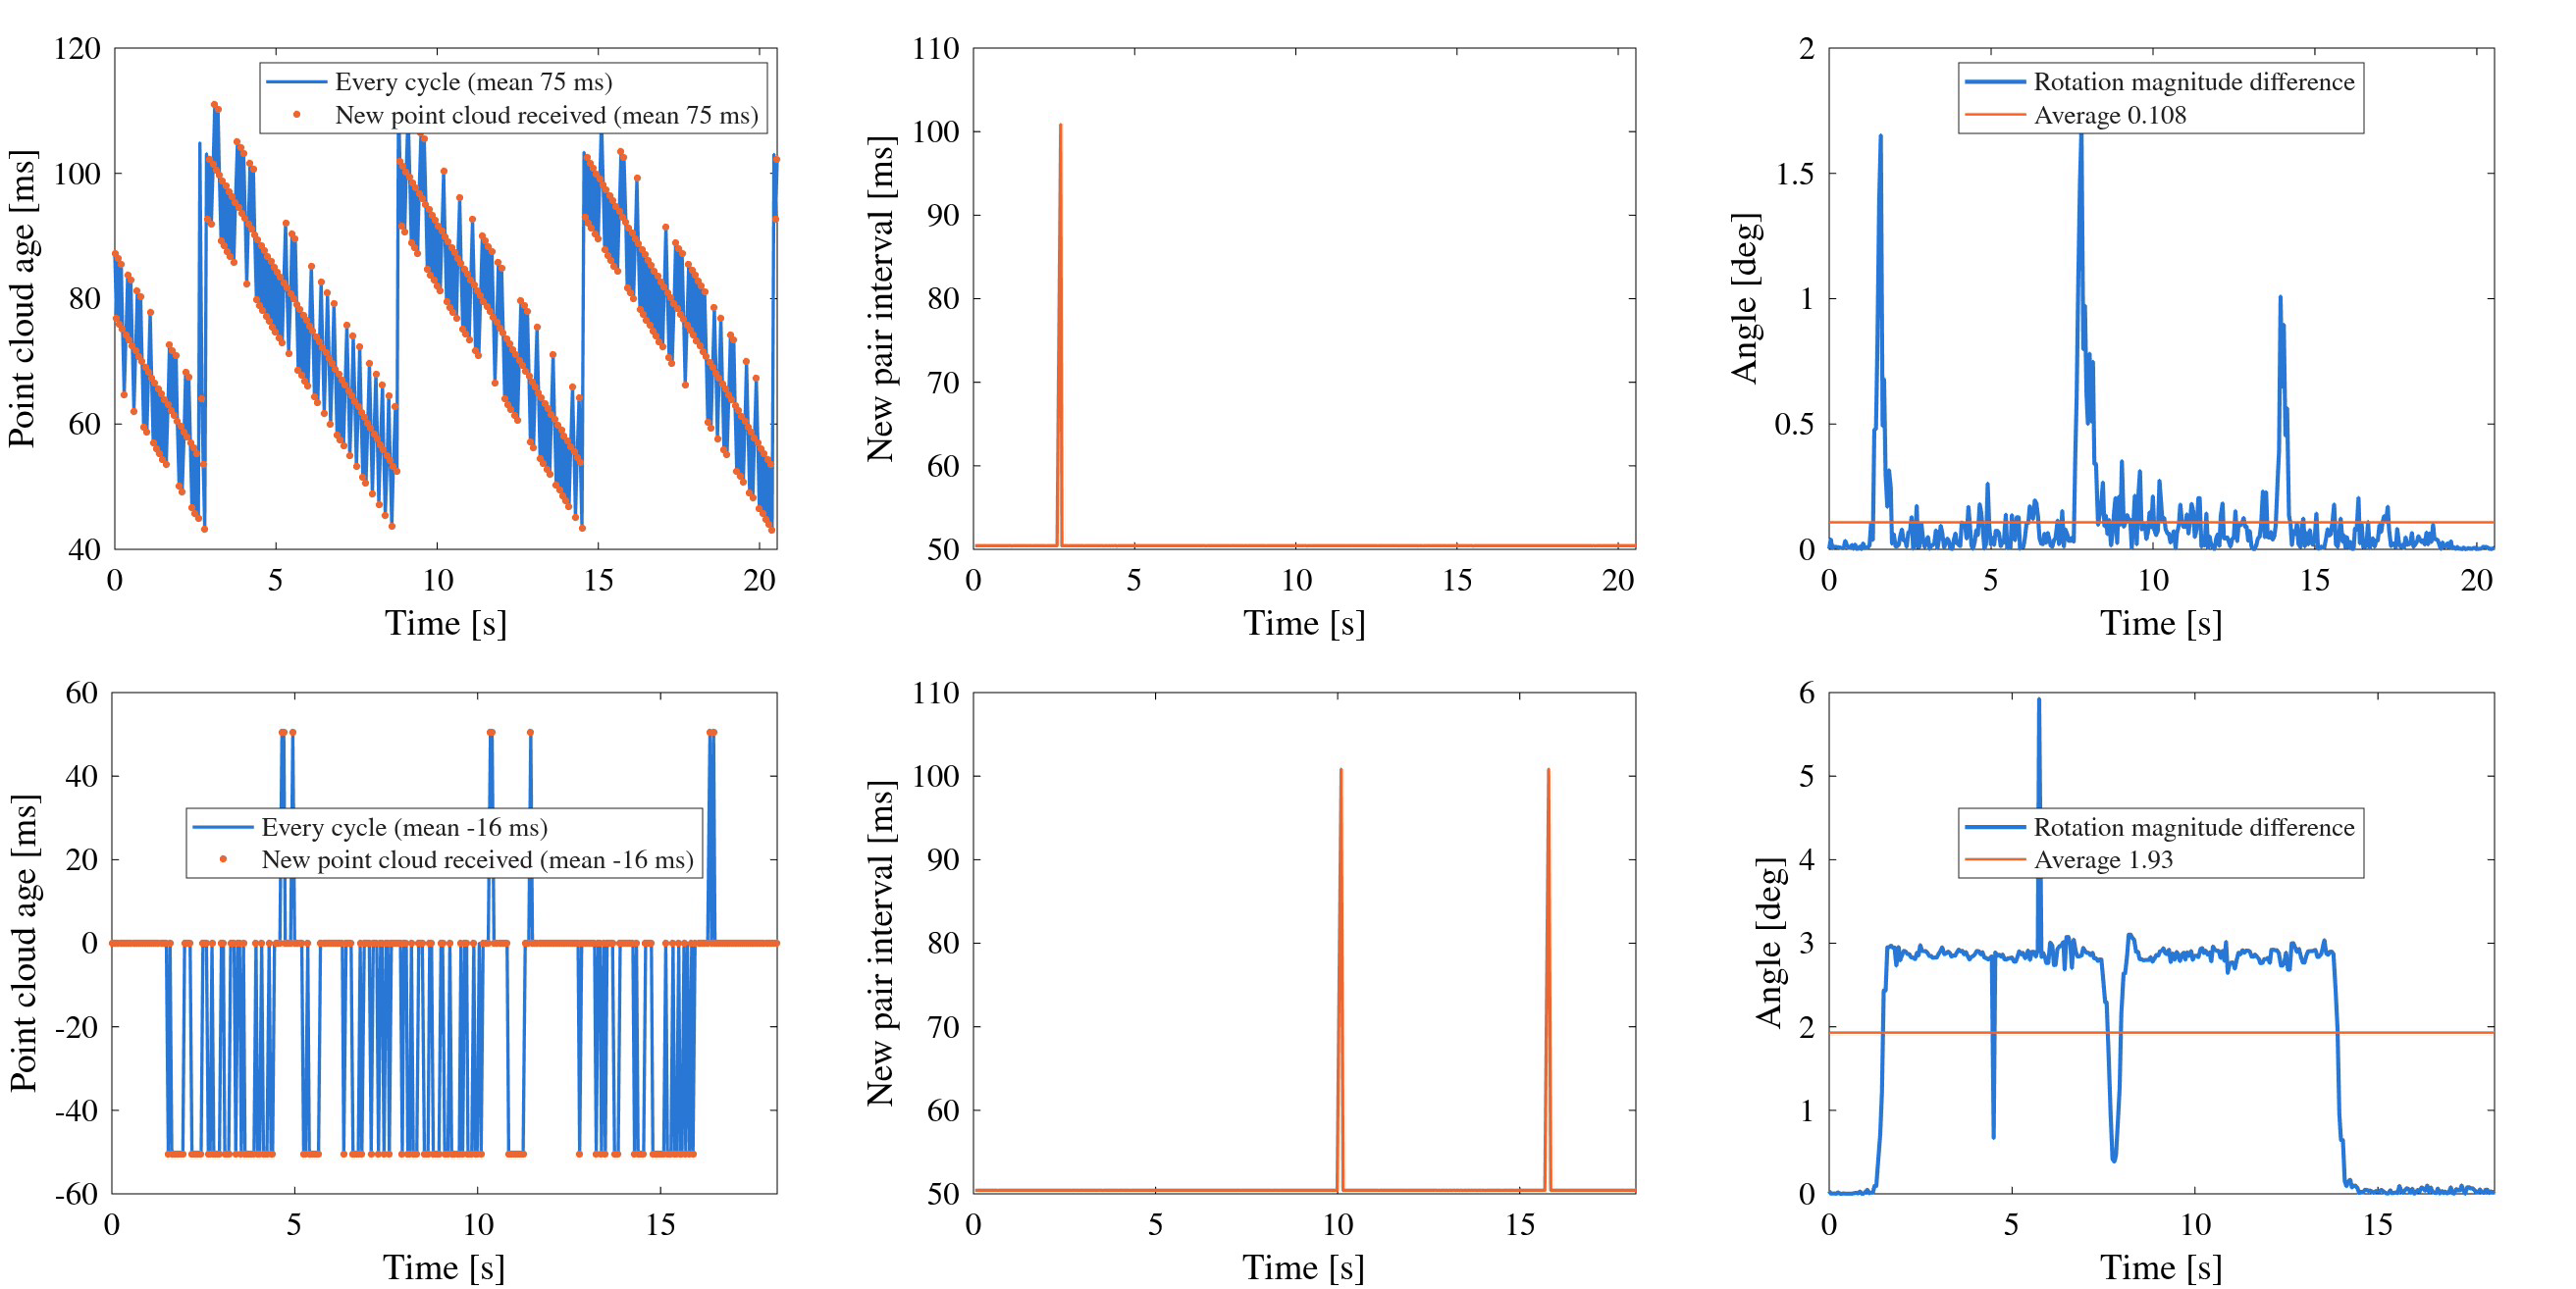 120
100
80
60
40
Point cloud age [ms]
Every cycle (mean 75 ms)
New point cloud received (mean 75 ms)
0 5 10 15 20
Time [s]
110
100
90
80
70
60
50
New pair interval [ms]
0 5 10 15 20
Time [s]
2
1.5
1
0.5
0
Angle [deg]
Rotation magnitude difference
Average 0.108
0 5 10 15 20
Time [s]
60
40
20
0
-20
-40
-60
Point cloud age [ms]
Every cycle (mean -16 ms)
New point cloud received (mean -16 ms)
0 5 10 15
Time [s]
110
100
90
80
70
60
50
New pair interval [ms]
0 5 10 15
Time [s]
6
5
4
3
2
1
0
Angle [deg]
Rotation magnitude difference
Average 1.93
0 5 10 15
Time [s]